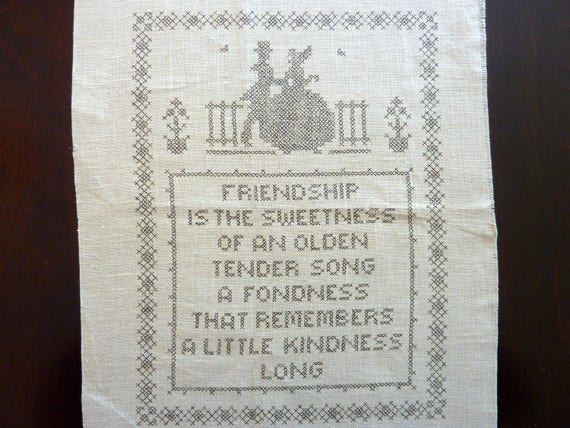 FRIENDSHIP
IS THE SWEETNESS
OF AN OLDEN
TENDER SONG
A FONDNESS
THAT REMEMBERS
A LITTLE KINDNESS
LONG